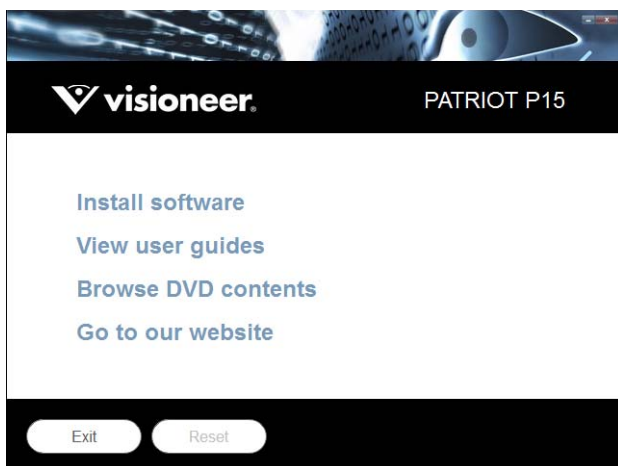 visioneer®
PATRIOT P15
Install software
View user guides
Browse DVD contents
Go to our website
Exit
Reset